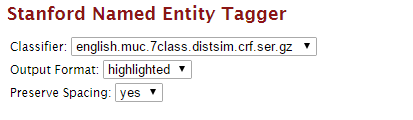 Stanford Named Entity Tagger
Classifier: english.muc.7class.distsim.crf.ser.gz
Output Format: highlighted
Preserve Spacing: yes